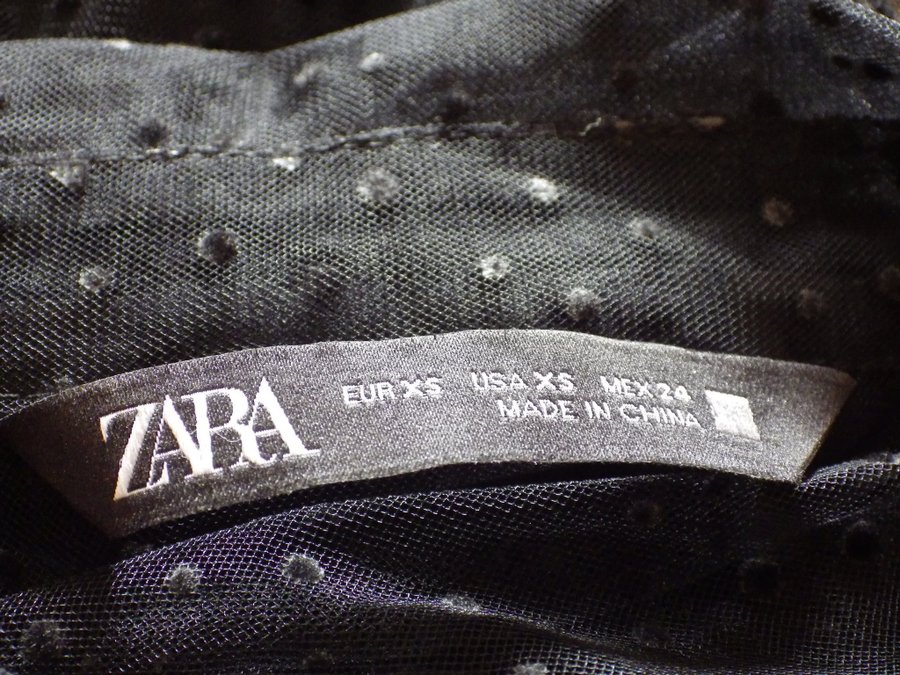 ZARA
EUR XS USA XS MEX 24
MADE IN CHINA